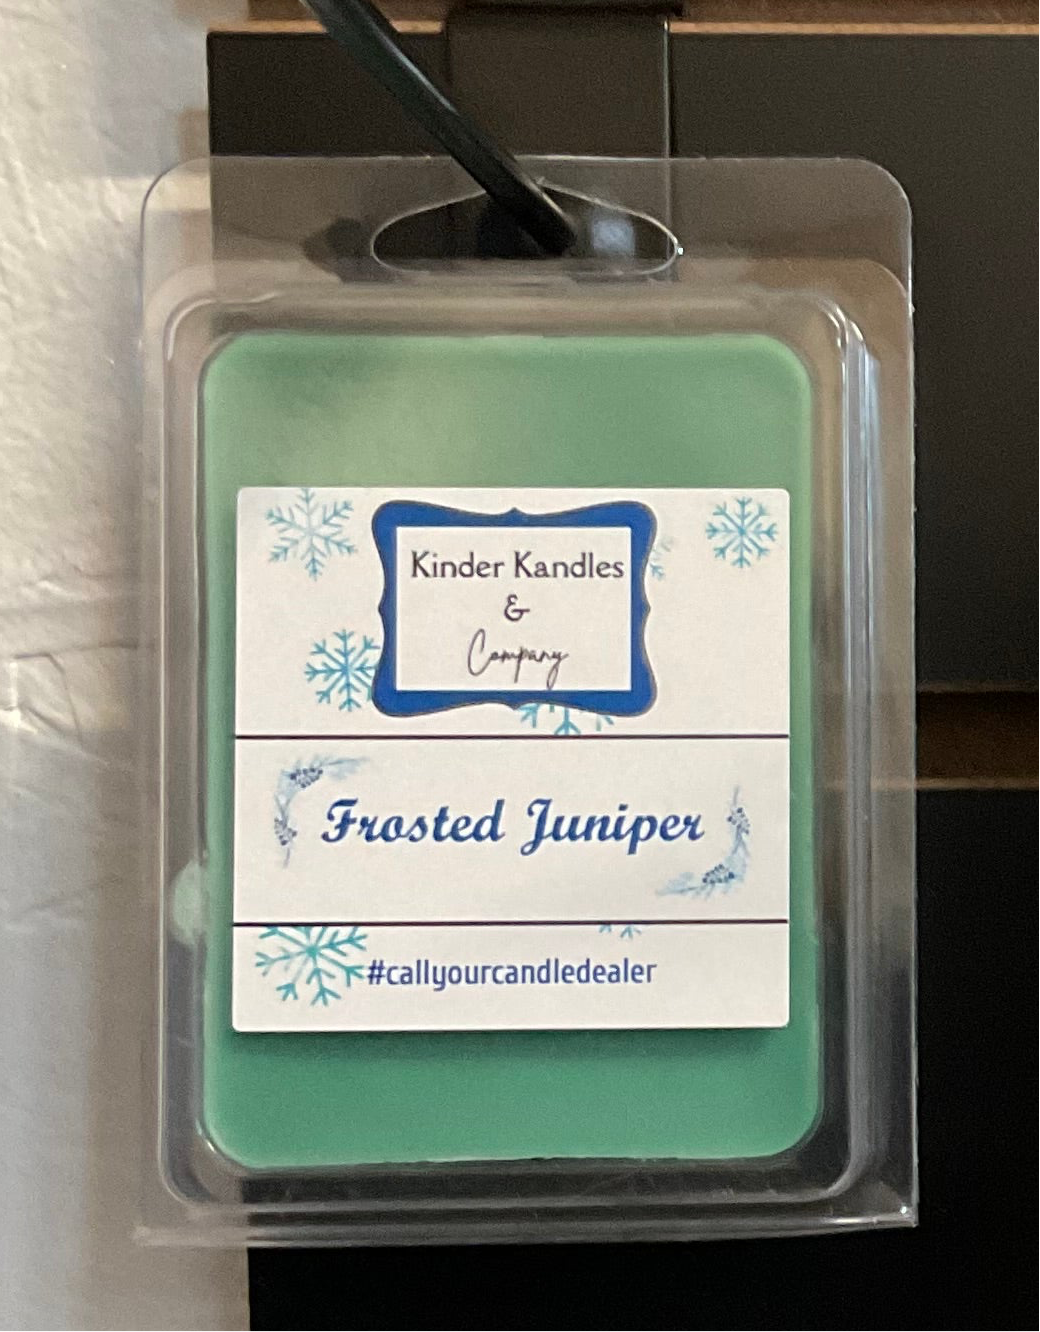 Kinder Kandles
&
Company
Frosted Juniper
#callyourcandledealer